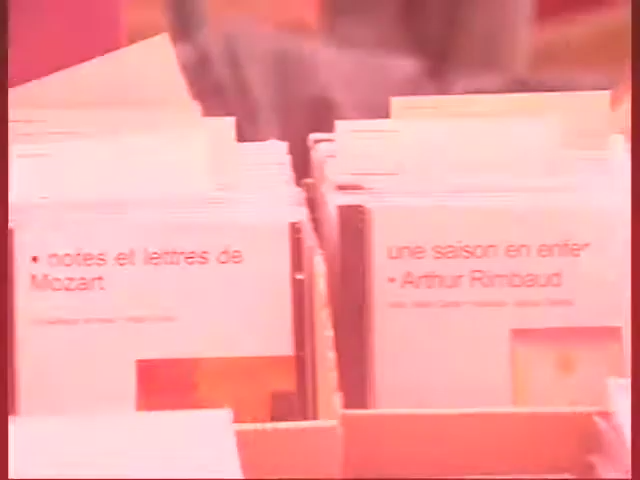 • notes et lettres de
Mozart
une saison en enfer
• Arthur Rimbaud